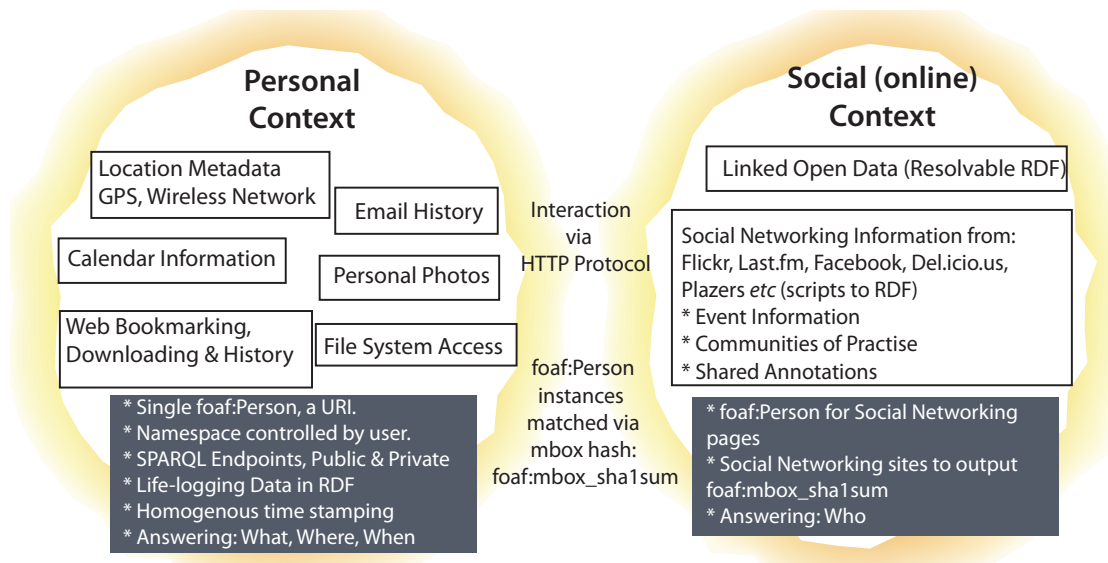 Personal
Context
Location Metadata
GPS, Wireless Network
Email History
Calendar Information
Personal Photos
Web Bookmarking,
Downloading & History
File System Access
* Single foaf:Person, a URI.
* Namespace controlled by user.
* SPARQL Endpoints, Public & Private
* Life-logging Data in RDF
* Homogenous time stamping
* Answering: What, Where, When
Interaction
via
HTTP Protocol
foaf:Person
instances
matched via
mbox hash:
foaf:mbox_sha1sum
Social (online)
Context
Linked Open Data (Resolvable RDF)
Social Networking Information from:
Flickr, Last.fm, Facebook, Del.icio.us,
Plazers etc (scripts to RDF)
* Event Information
* Communities of Practise
* Shared Annotations
* foaf:Person for Social Networking
pages
* Social Networking sites to output
foaf:mbox_sha1sum
* Answering: Who